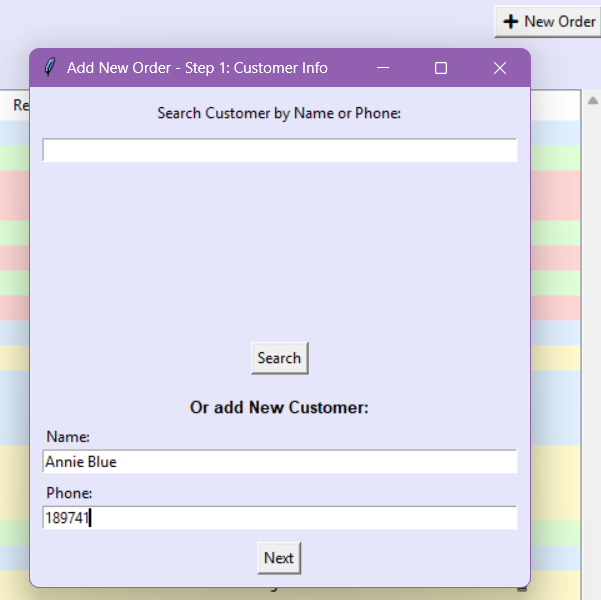 + New Order
Add New Order - Step 1: Customer Info
Re
Search Customer by Name or Phone:
Search
Or add New Customer:
Name:
Annie Blue
Phone:
189741
Next